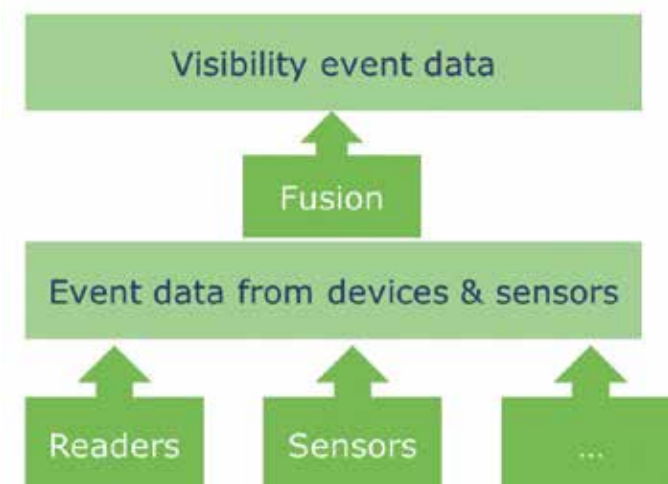 Visibility event data
Fusion
Event data from devices & sensors
Readers
Sensors
...